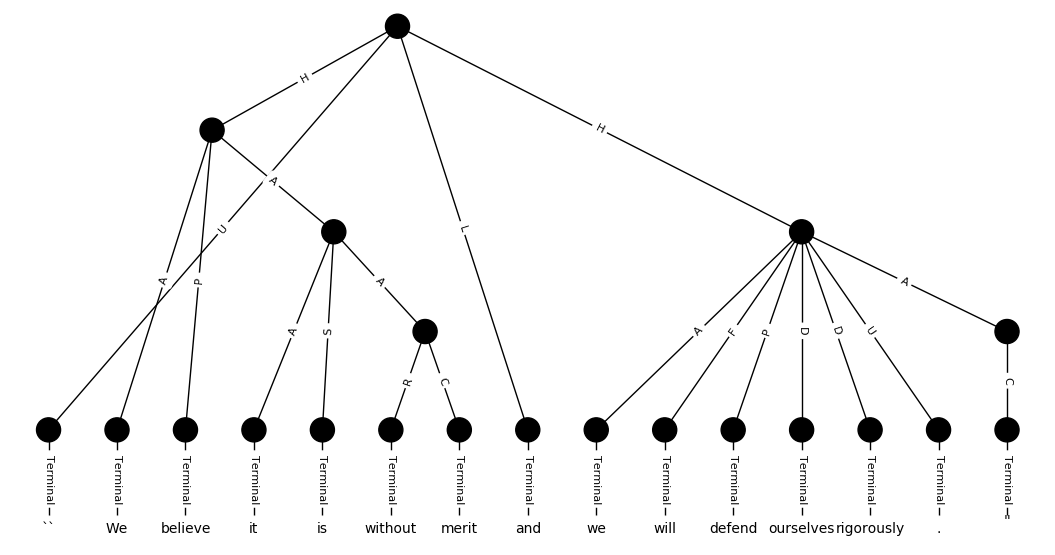 H
H
A
U
L
A
P
A
A
S
A
F
P
D
D
U
A
R
C
C
Terminal Terminal Terminal Terminal Terminal Terminal Terminal Terminal Terminal Terminal Terminal Terminal Terminal Terminal Terminal
`` We believe it is without merit and we will defend ourselves rigorously .